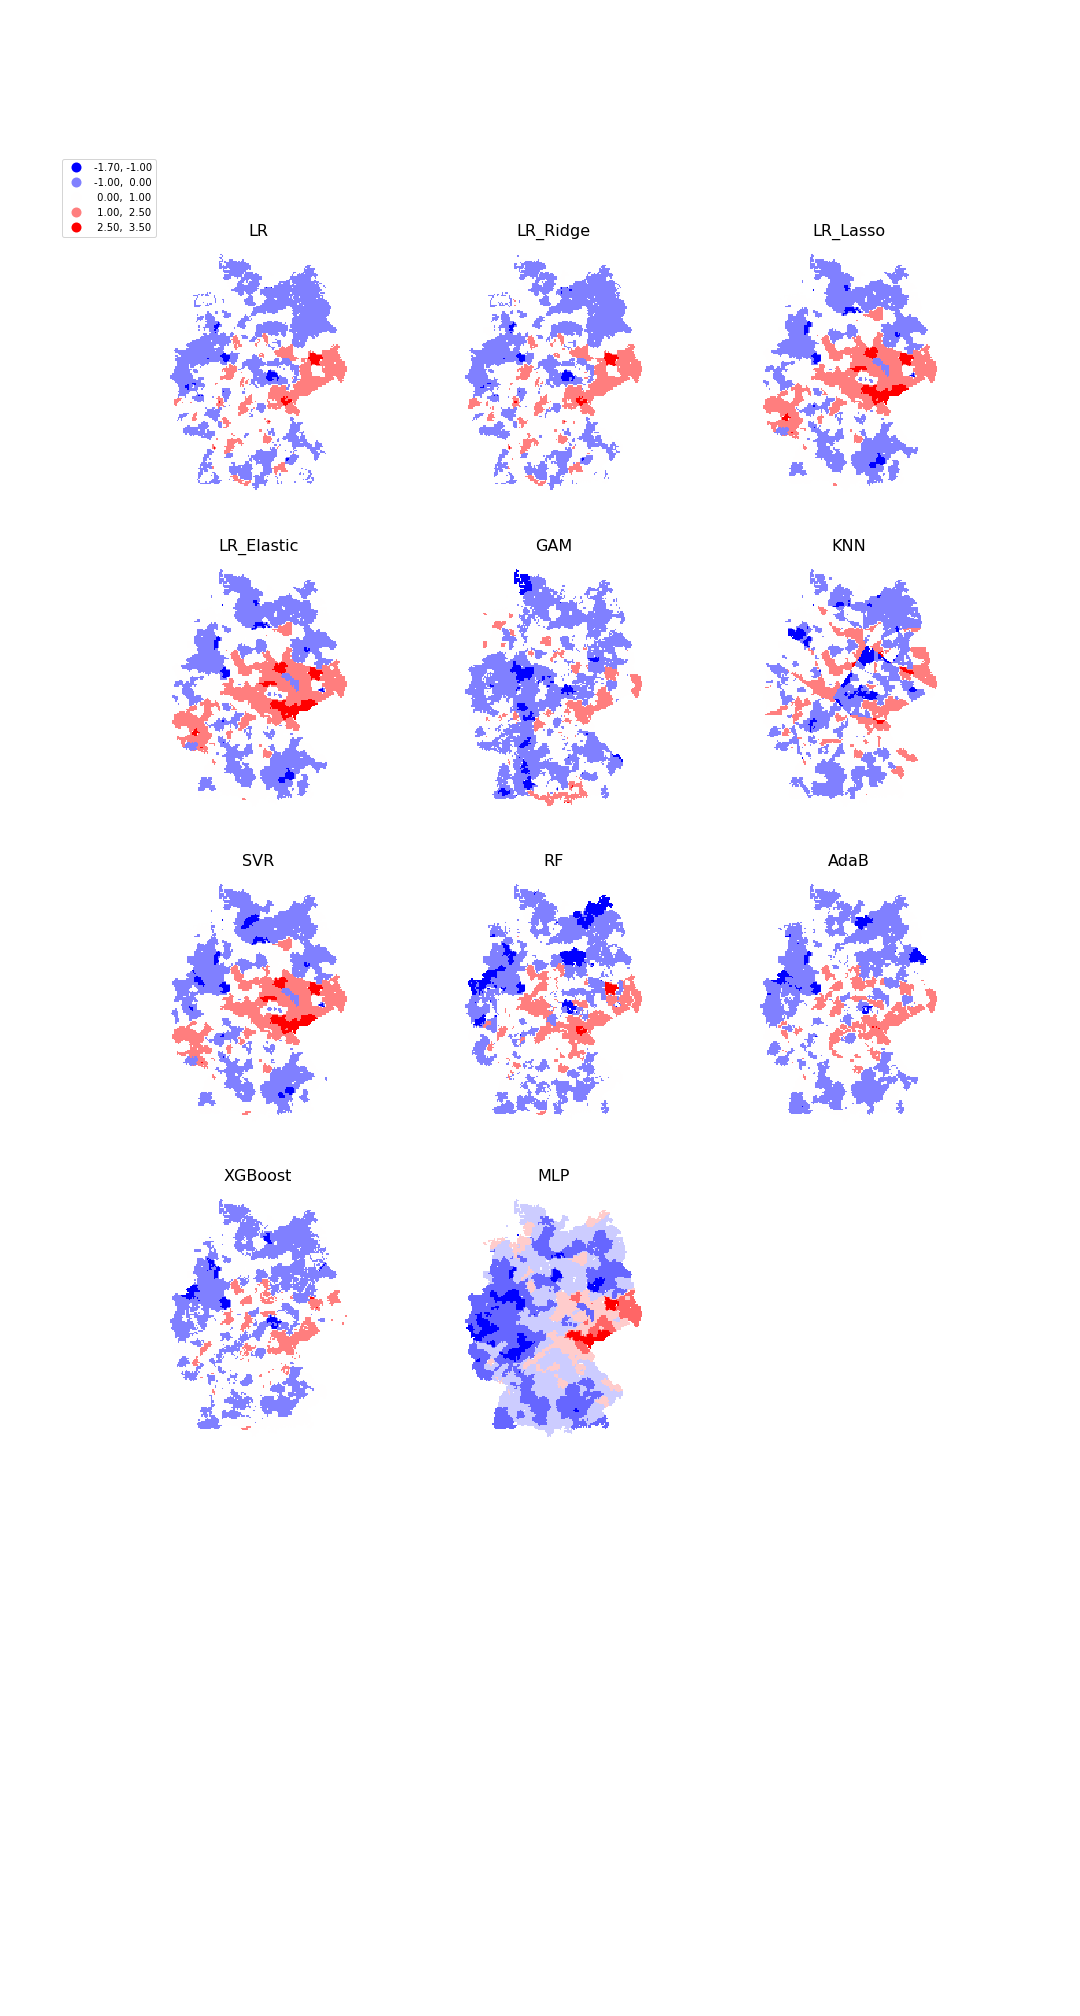 -1.70, -1.00
-1.00, 0.00
0.00, 1.00
1.00, 2.50
2.50, 3.50
LR
LR_Ridge
LR_Lasso
LR_Elastic
GAM
KNN
SVR
RF
AdaB
XGBoost
MLP